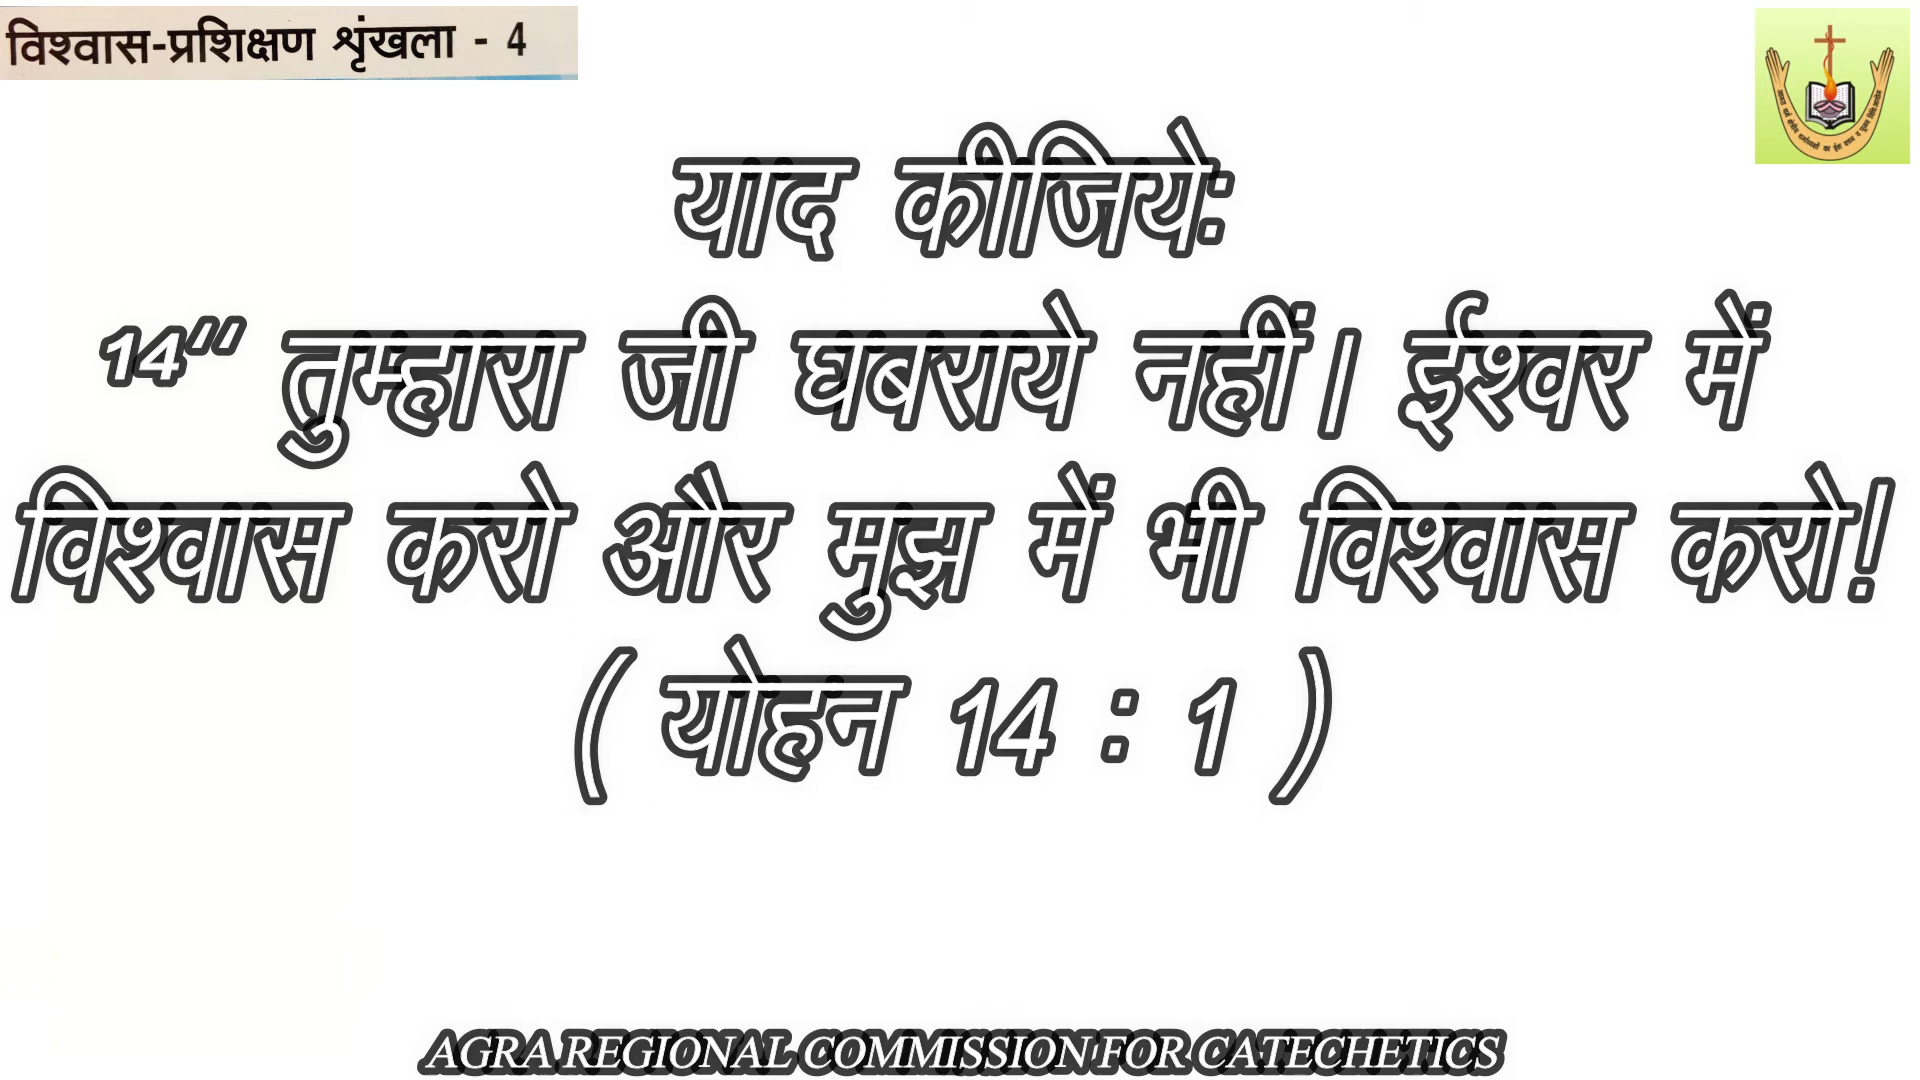 विश्वास-प्रशिक्षण शृंखला - 4
याद कीजिये:
14" तुम्हारा जी घबराये नहीं। ईश्वर में
विश्वास करो और मुझ में भी विश्वास करो!
( योहन 14 : 1 )
AGRA REGIONAL COMMISSION FOR CATECHETICS